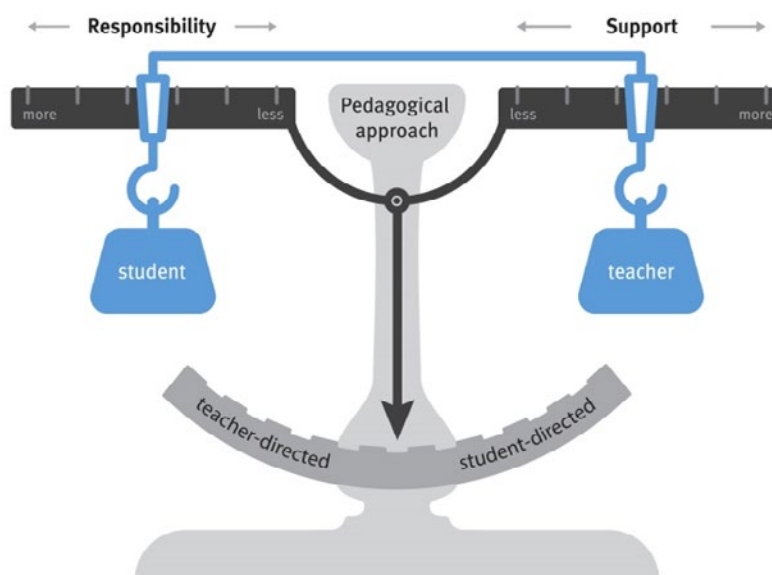 Responsibility
Support
more
less
less
more
Pedagogical
approach
student
teacher
teacher-directed
student-directed